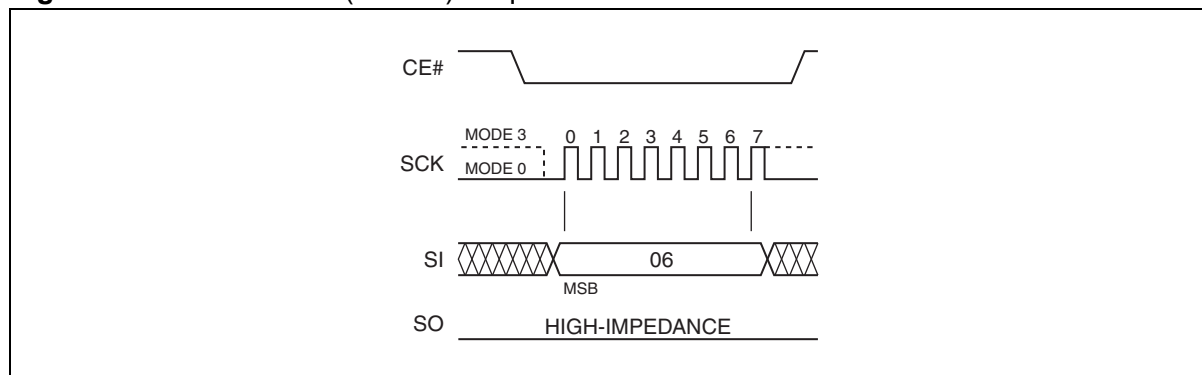 CE#
MODE 3 0 1 2 3 4 5 6 7
SCK MODE 0
SI 06
MSB
SO HIGH-IMPEDANCE